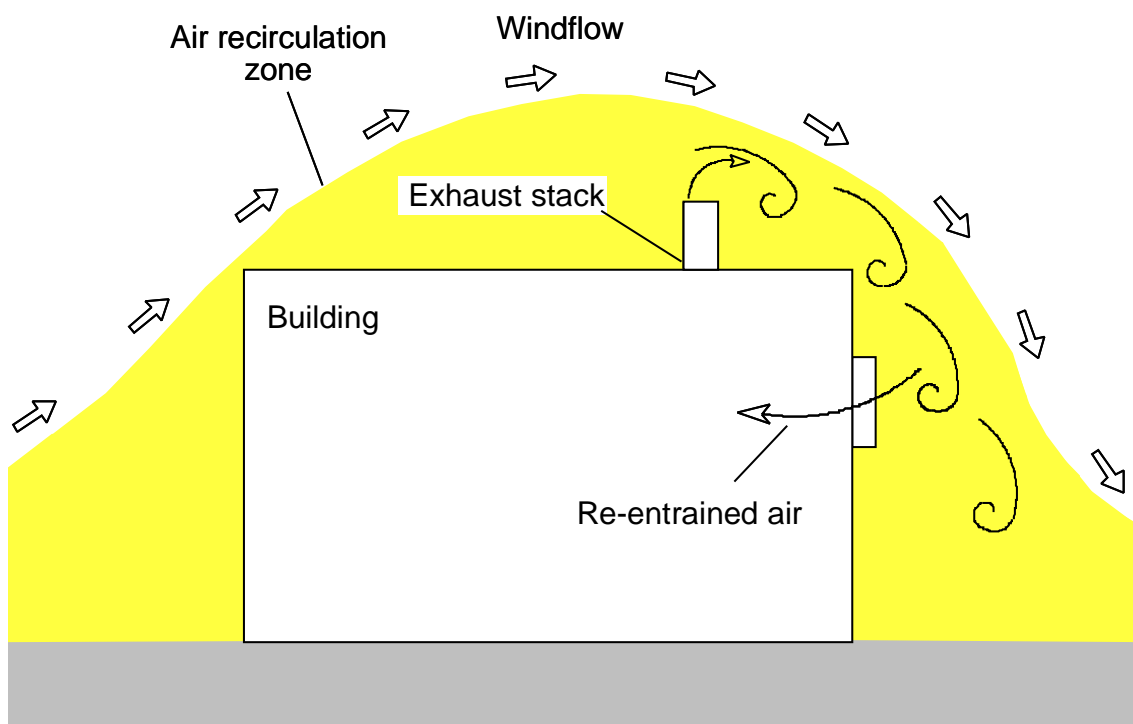 Windflow
Air recirculation
zone
Exhaust stack
Building
Re-entrained air